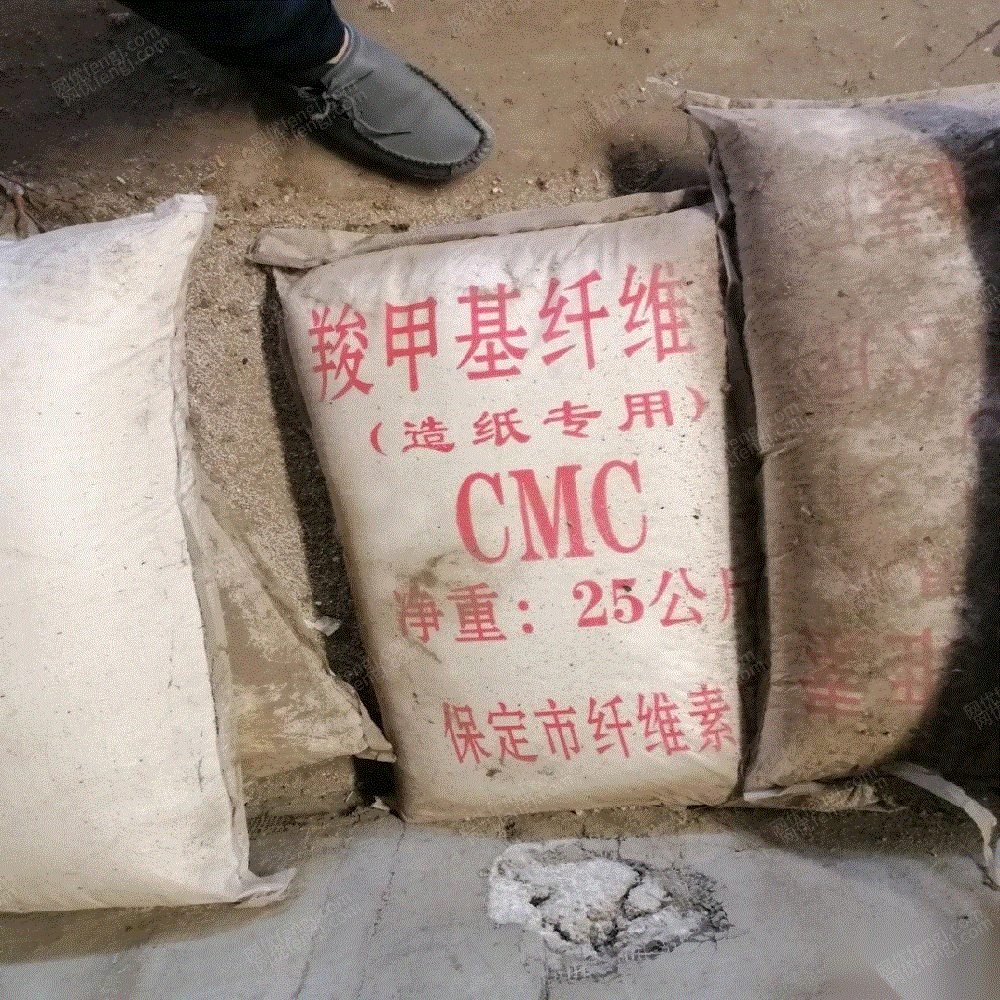 羧甲基纤维
（造纸专用）
CMC
净重：25公
保定市纤维素